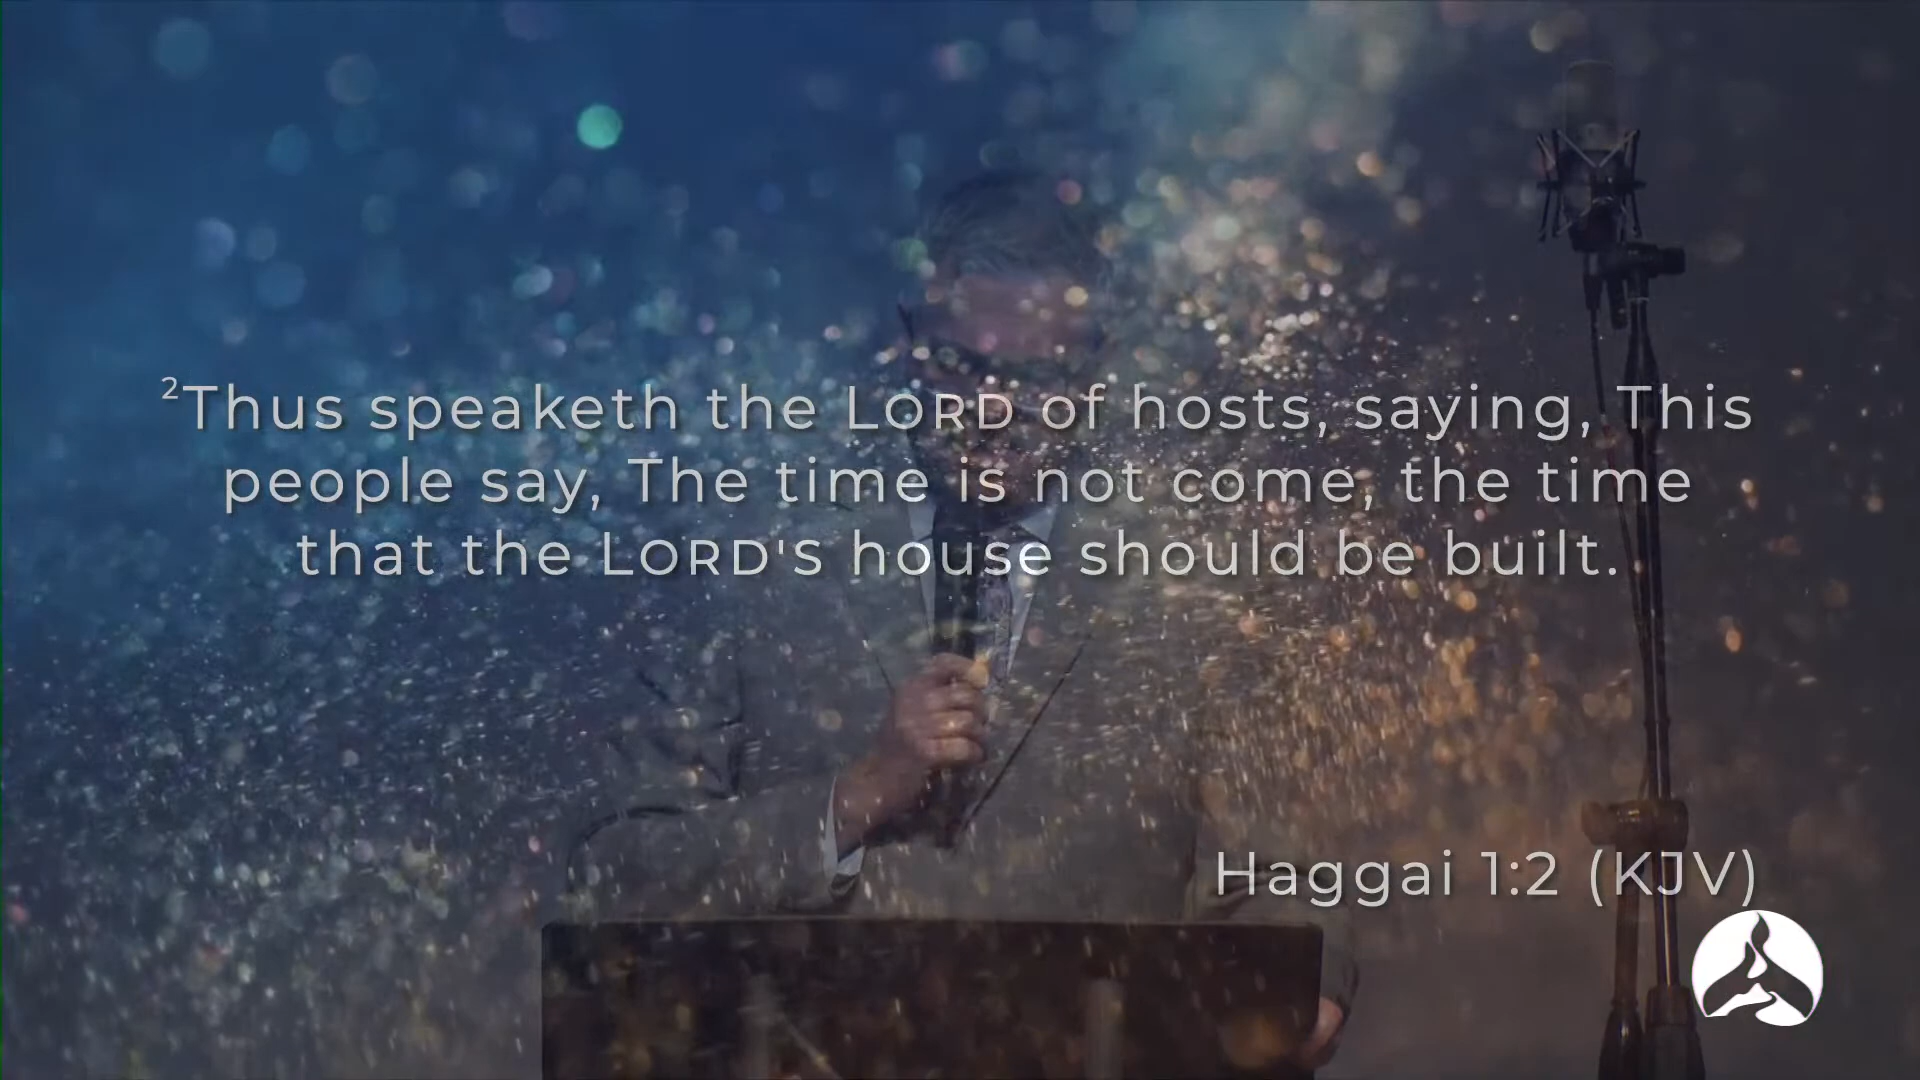 ²Thus speaketh the LORD of hosts, saying, This
people say, The time is not come, the time
that the LORD'S house should be built.
Haggai 1:2 (KJV)